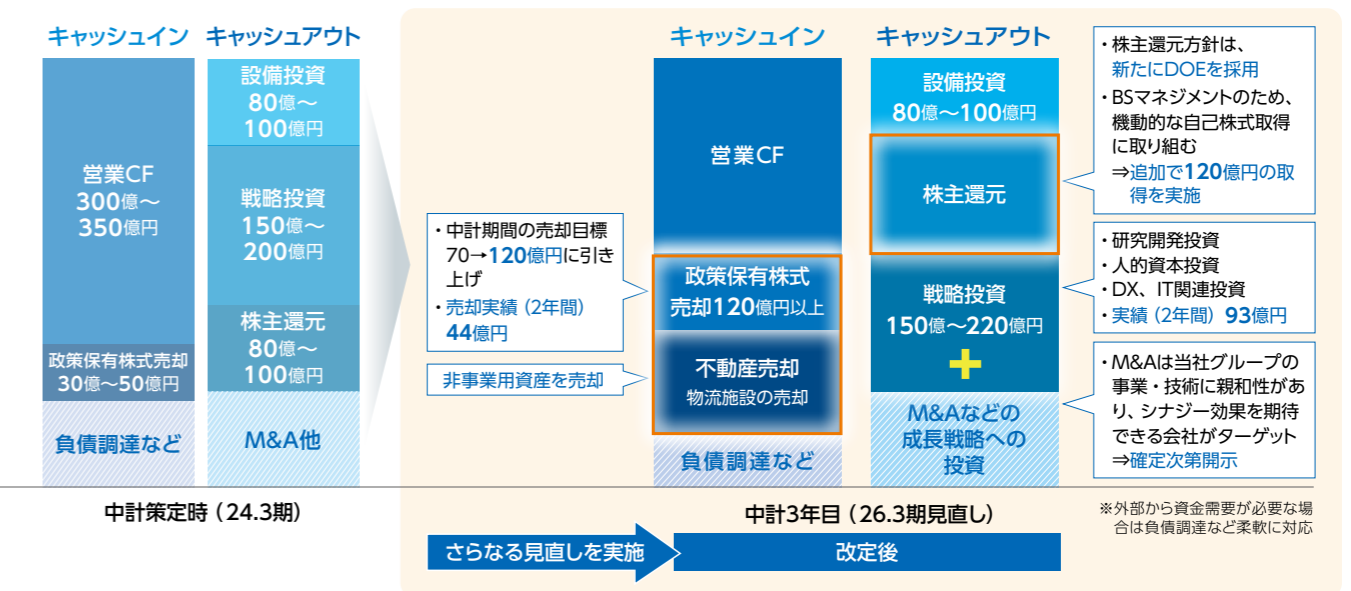 キャッシュイン
キャッシュアウト
営業CF
300億～
350億円
政策保有株式売却
30億～50億円
負債調達など
設備投資
80億～
100億円
戦略投資
150億～
200億円
株主還元
80億～
100億円
M&A他
中計策定時（24.3期）
・中計期間の売却目標
70→120億円に引き
上げ
・売却実績（2年間）
44億円
非事業用資産を売却
キャッシュイン
キャッシュアウト
営業CF
政策保有株式
売却120億円以上
不動産売却
物流施設の売却
負債調達など
設備投資
80億～100億円
株主還元
戦略投資
150億～220億円
+
M&Aなどの
成長戦略への
投資
・株主還元方針は、
新たにDOEを採用
・BSマネジメントのため、
機動的な自己株式取得
に取り組む
⇒追加で120億円の取
得を実施
・研究開発投資
・人的資本投資
・DX、IT関連投資
・実績（2年間）93億円
・M&Aは当社グループの
事業・技術に親和性があ
り、シナジー効果を期待
できる会社がターゲット
⇒確定次第開示
中計3年目（26.3期見直し）
※外部から資金需要が必要な場
合は負債調達など柔軟に対応
さらなる見直しを実施
改定後